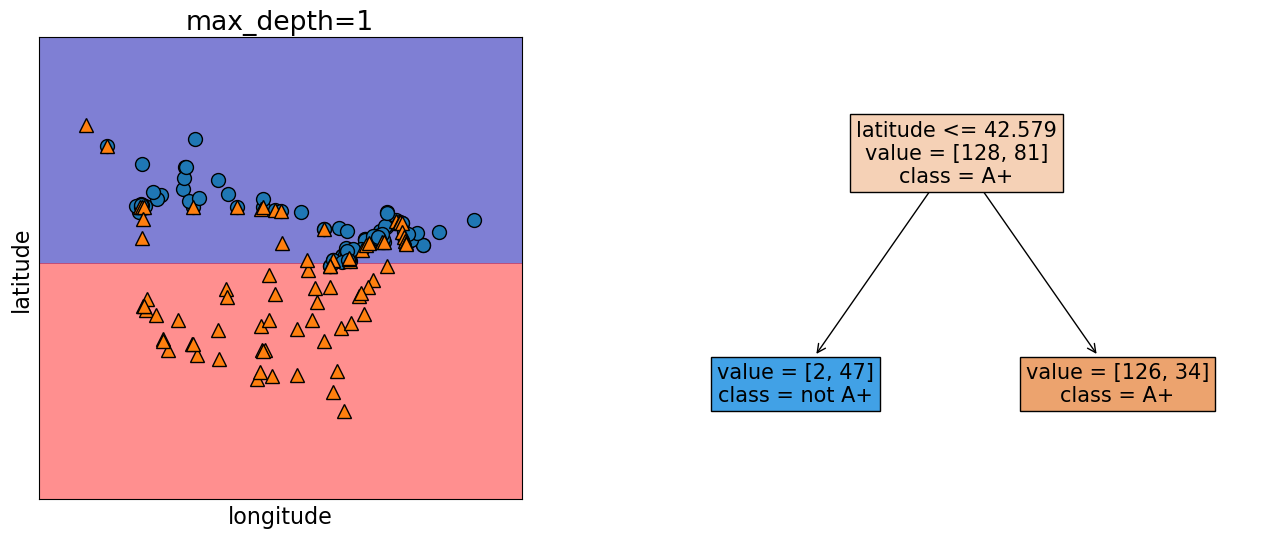 max_depth=1
latitude
longitude
latitude <= 42.579
value = [128, 81]
class = A+
value = [2, 47]
class = not A+
value = [126, 34]
class = A+